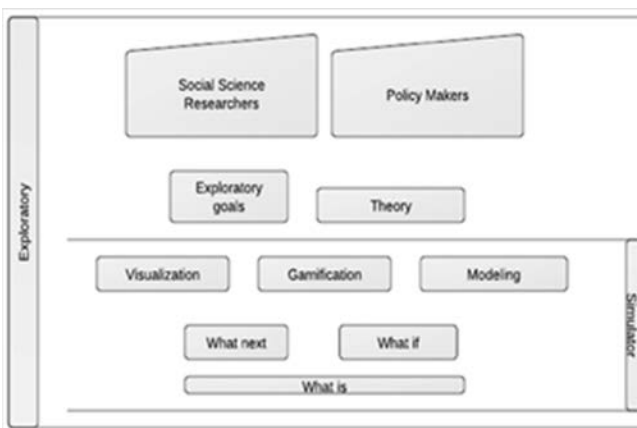 Exploratory
Social Science
Researchers
Policy Makers
Exploratory
goals
Theory
Visualization
Gamification
Modeling
Simulator
What next
What if
What is